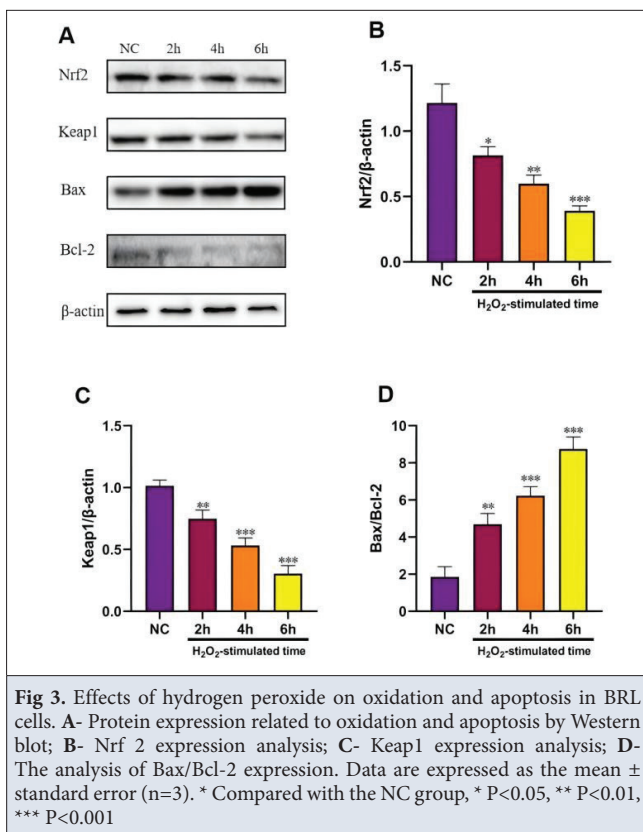 A
NC 2h 4h 6h
Nrf2
Keap1
Bax
Bcl-2
β-actin
B
Nrf2/β-actin
1.5
1.0
0.5
0.0
*
**
***
NC 2h 4h 6h
H₂O₂-stimulated time
C
Keap1/β-actin
1.5
1.0
0.5
0.0
**
***
***
NC 2h 4h 6h
H₂O₂-stimulated time
D
Bax/Bcl-2
10
8
6
4
2
0
**
***
***
NC 2h 4h 6h
H₂O₂-stimulated time
Fig 3. Effects of hydrogen peroxide on oxidation and apoptosis in BRL
cells. A- Protein expression related to oxidation and apoptosis by Western
blot; B- Nrf 2 expression analysis; C- Keap1 expression analysis; D-
The analysis of Bax/Bcl-2 expression. Data are expressed as the mean ±
standard error (n=3). * Compared with the NC group, * P<0.05, ** P<0.01,
*** P<0.001